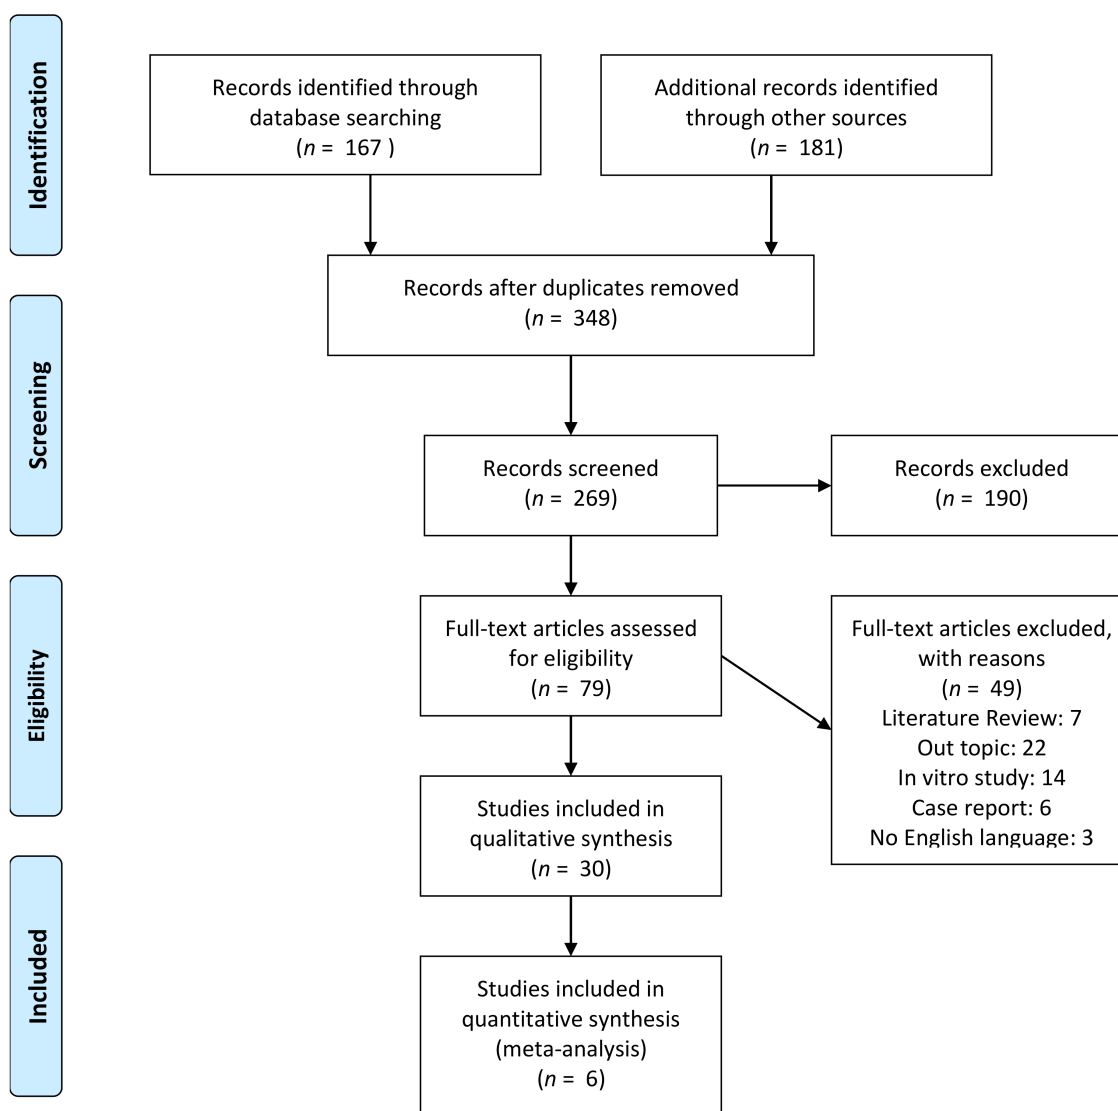 Identification
Records identified through
database searching
(n = 167 )
Additional records identified
through other sources
(n = 181)
Records after duplicates removed
(n = 348)
Screening
Records screened
(n = 269)
Records excluded
(n = 190)
Eligibility
Full-text articles assessed
for eligibility
(n = 79)
Full-text articles excluded,
with reasons
(n = 49)
Literature Review: 7
Out topic: 22
In vitro study: 14
Case report: 6
No English language: 3
Studies included in
qualitative synthesis
(n = 30)
Included
Studies included in
quantitative synthesis
(meta-analysis)
(n = 6)